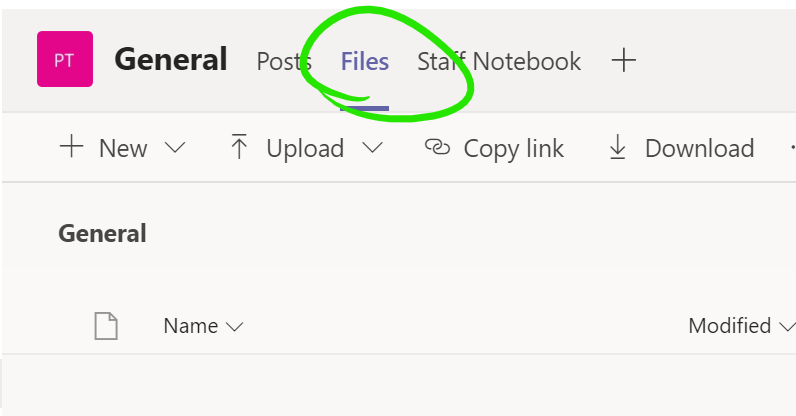 PT General Posts Files Staff Notebook
New Upload Copy link Download
General
Name Modified